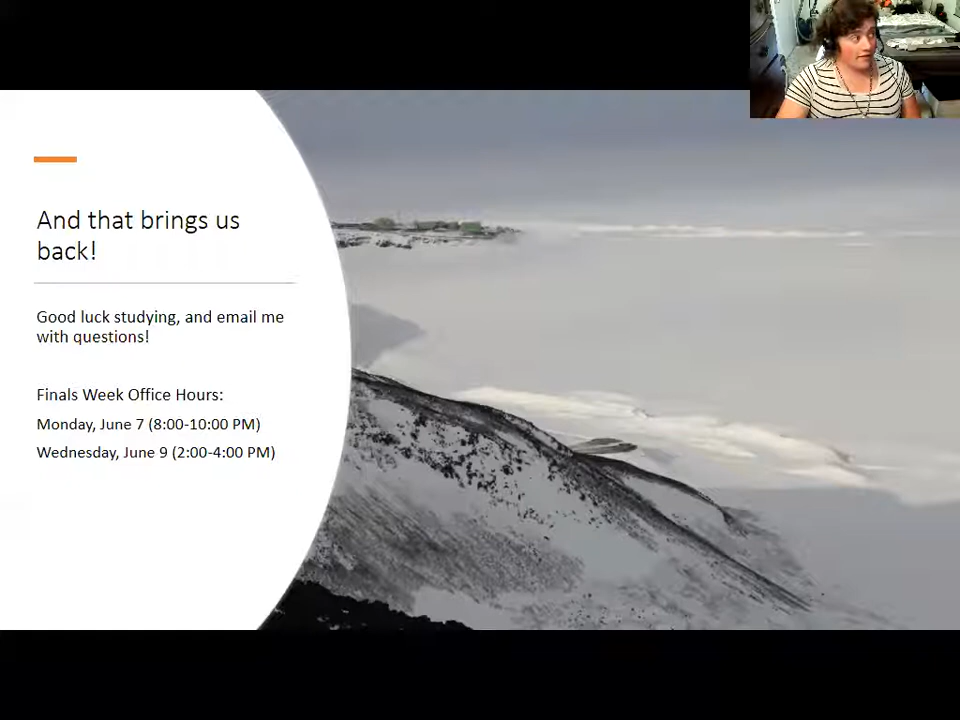 And that brings us
back!
Good luck studying, and email me
with questions!
Finals Week Office Hours:
Monday, June 7 (8:00-10:00 PM)
Wednesday, June 9 (2:00-4:00 PM)